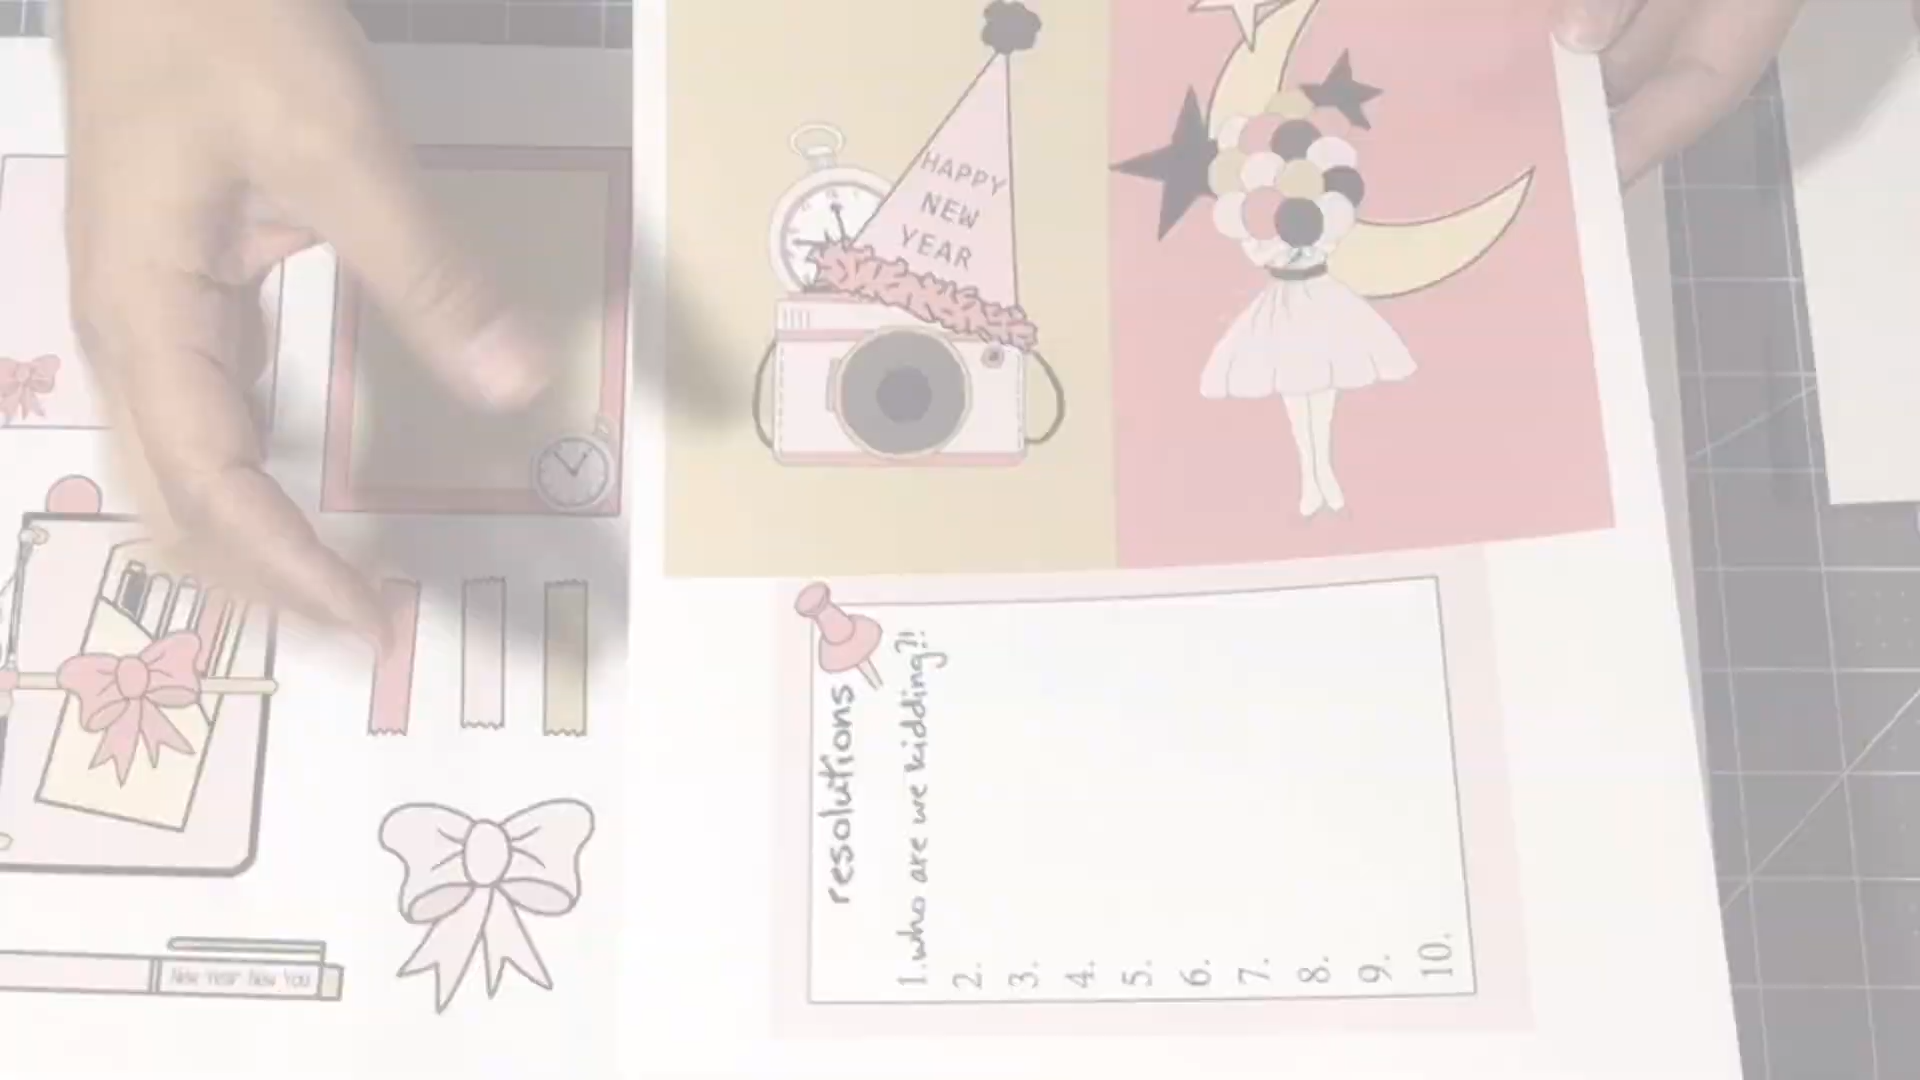 HAPPY
NEW
YEAR
resolutions
1. who are we kidding?!
2.
3.
4.
5.
6.
7.
8.
9.
10.
New Year New You